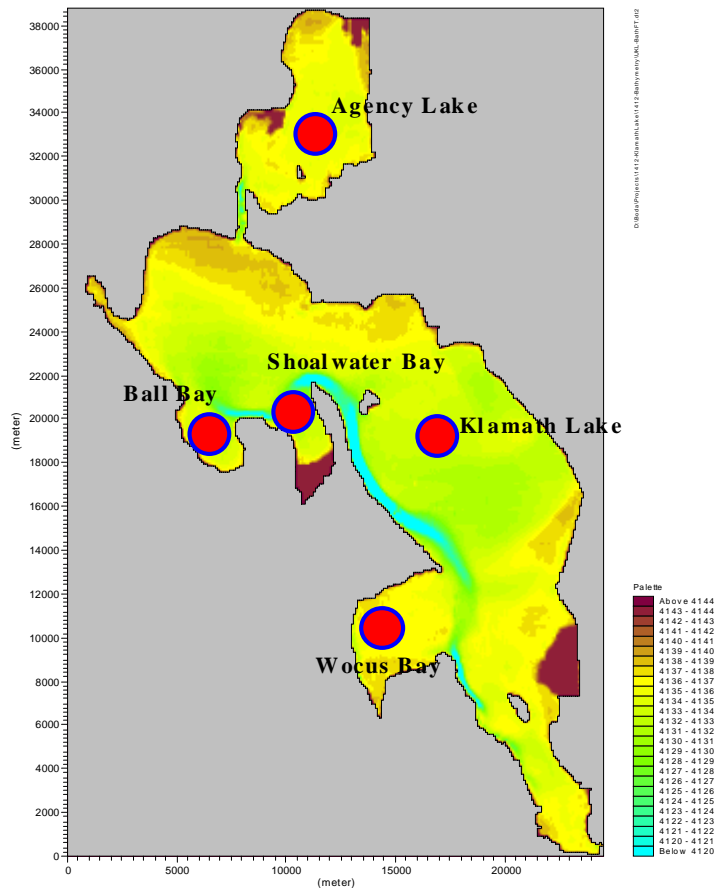 38000
36000
34000
32000
30000
28000
26000
24000
22000
20000
18000
16000
14000
12000
10000
8000
6000
4000
2000
0
(meter)
Agency Lake
Shoalwater Bay
Ball Bay
Klamath Lake
Wocus Bay
0
5000
10000
15000
20000
(meter)
Palette
Above 4144
4143 - 4144
4142 - 4143
4141 - 4142
4140 - 4141
4139 - 4140
4138 - 4139
4137 - 4138
4136 - 4137
4135 - 4136
4134 - 4135
4133 - 4134
4132 - 4133
4131 - 4132
4130 - 4131
4129 - 4130
4128 - 4129
4127 - 4128
4126 - 4127
4125 - 4126
4124 - 4125
4123 - 4124
4122 - 4123
4121 - 4122
4120 - 4121
Below 4120